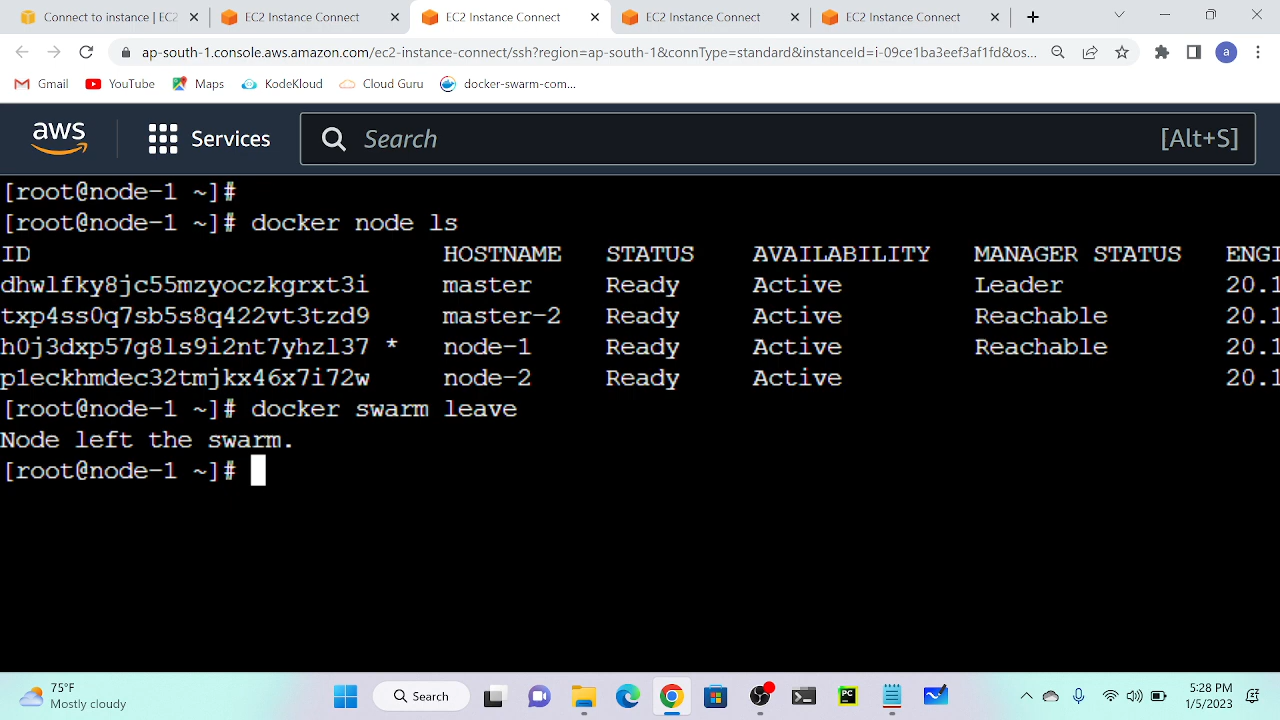 Connect to instance | EC2
EC2 Instance Connect
EC2 Instance Connect
EC2 Instance Connect
EC2 Instance Connect
ap-south-1.console.aws.amazon.com/ec2-instance-connect/ssh?region=ap-south-1&connType=standard&instanceId=i-09ce1ba3eef3af1fd&os...
a
Gmail YouTube Maps KodeKloud Cloud Guru docker-swarm-com...
aws Services Search [Alt+S]
[root@node-1 ~]#
[root@node-1 ~]# docker node ls
ID HOSTNAME STATUS AVAILABILITY MANAGER STATUS ENGI
dhwlfky8jc55mzyoczkgrxt3i master Ready Active Leader 20.1
txp4ss0q7sb5s8q422vt3tzd9 master-2 Ready Active Reachable 20.1
h0j3dxp57g8ls9i2nt7yhzl37 * node-1 Ready Active Reachable 20.1
p1eckhmdec32tmjkx46x7i72w node-2 Ready Active 20.1
[root@node-1 ~]# docker swarm leave
Node left the swarm.
[root@node-1 ~]#
75°F
Mostly cloudy
Search
PC
5:28 PM
1/5/2023